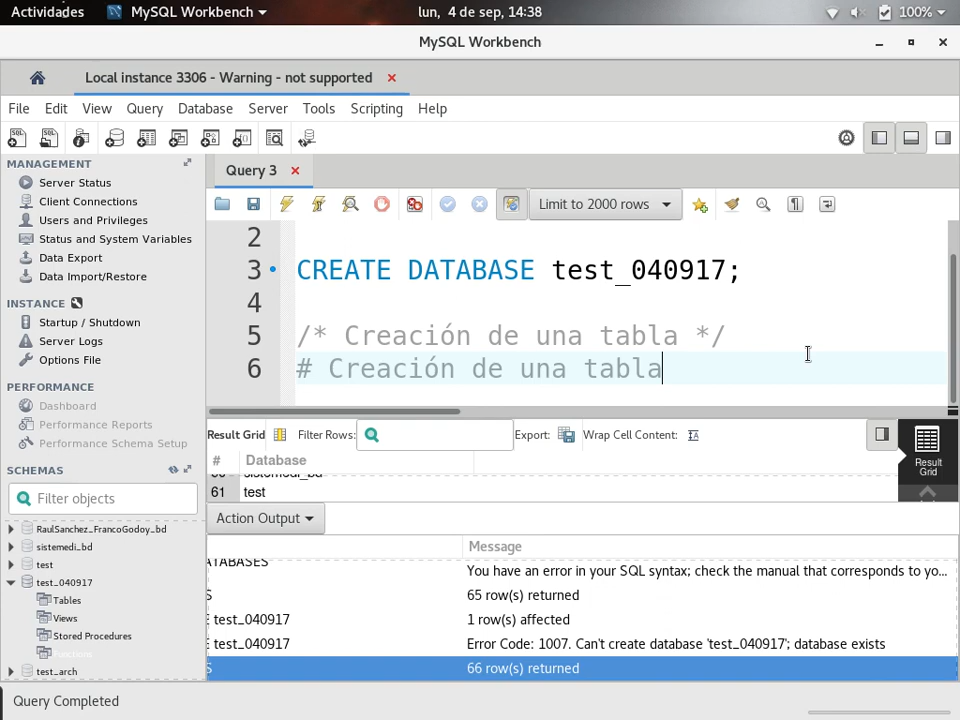 Actividades MySQL Workbench lun, 4 de sep, 14:38 100%
MySQL Workbench
Local instance 3306 - Warning - not supported
File Edit View Query Database Server Tools Scripting Help
MANAGEMENT
Server Status
Client Connections
Users and Privileges
Status and System Variables
Data Export
Data Import/Restore
INSTANCE
Startup / Shutdown
Server Logs
Options File
PERFORMANCE
Dashboard
Performance Reports
Performance Schema Setup
SCHEMAS
Filter objects
RaulSanchez_FrancoGodoy_bd
sistemedi_bd
test
test_040917
Tables
Views
Stored Procedures
Functions
test_arch
Query 3
Limit to 2000 rows
2
3 CREATE DATABASE test_040917;
4
5 /* Creación de una tabla */
6 # Creación de una tabla
Result Grid Filter Rows: Export: Wrap Cell Content:
# Database
sistemedi_bd
61 test
Result Grid
Action Output
Message
ATABASES You have an error in your SQL syntax; check the manual that corresponds to yo...
S 65 row(s) returned
E test_040917 1 row(s) affected
E test_040917 Error Code: 1007. Can't create database 'test_040917'; database exists
S 66 row(s) returned
Query Completed